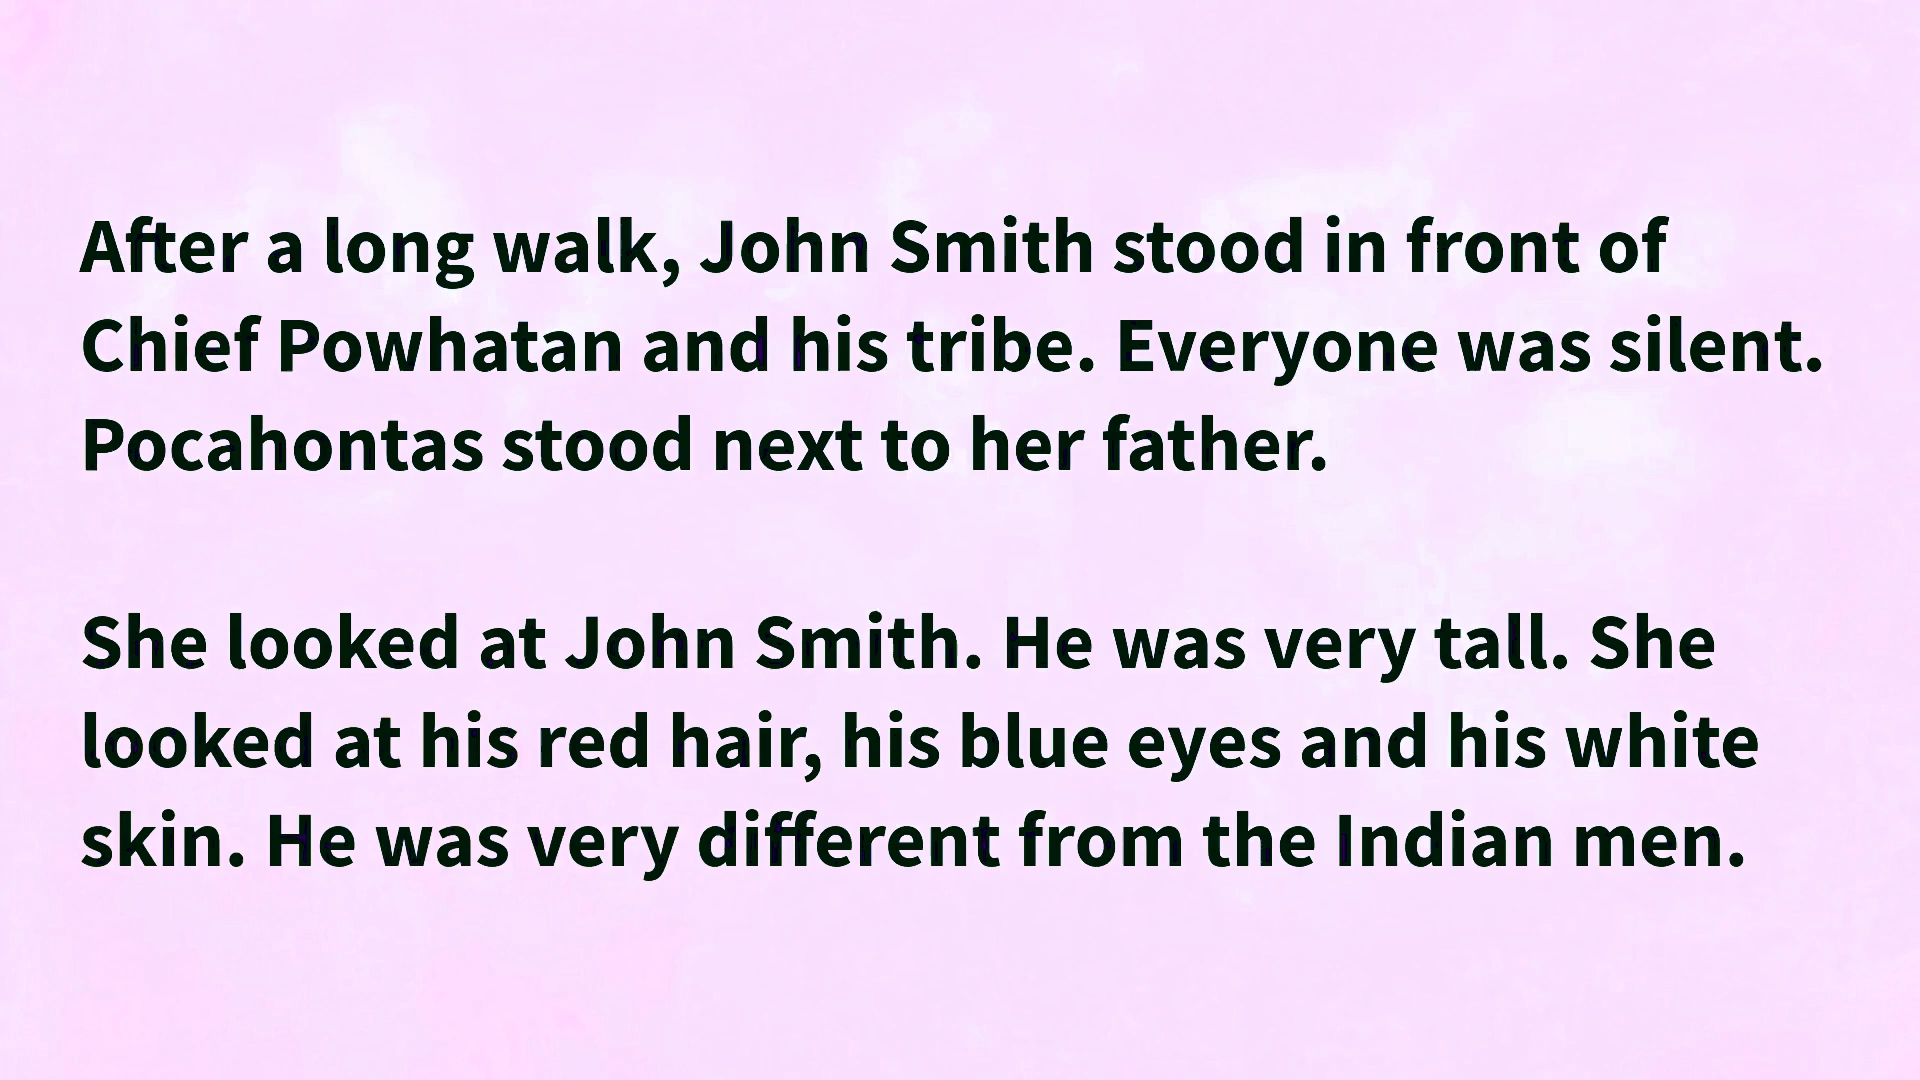 After a long walk, John Smith stood in front of
Chief Powhatan and his tribe. Everyone was silent.
Pocahontas stood next to her father.
She looked at John Smith. He was very tall. She
looked at his red hair, his blue eyes and his white
skin. He was very different from the Indian men.